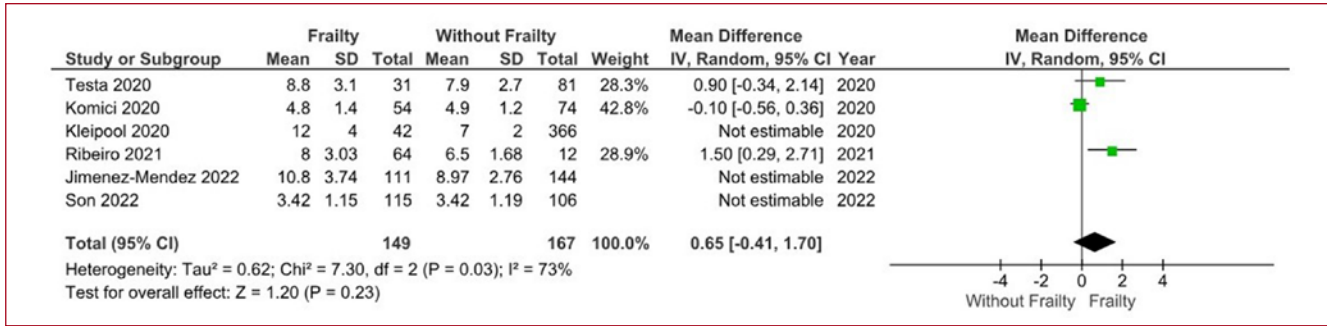 Frailty Without Frailty Mean Difference Mean Difference
Study or Subgroup Mean SD Total Mean SD Total Weight IV, Random, 95% CI Year IV, Random, 95% CI
Testa 2020 8.8 3.1 31 7.9 2.7 81 28.3% 0.90 [-0.34, 2.14] 2020
Komici 2020 4.8 1.4 54 4.9 1.2 74 42.8% -0.10 [-0.56, 0.36] 2020
Kleipool 2020 12 4 42 7 2 366 Not estimable 2020
Ribeiro 2021 8 3.03 64 6.5 1.68 12 28.9% 1.50 [0.29, 2.71] 2021
Jimenez-Mendez 2022 10.8 3.74 111 8.97 2.76 144 Not estimable 2022
Son 2022 3.42 1.15 115 3.42 1.19 106 Not estimable 2022
Total (95% CI) 149 167 100.0% 0.65 [-0.41, 1.70]
Heterogeneity: Tau² = 0.62; Chi² = 7.30, df = 2 (P = 0.03); I² = 73%
Test for overall effect: Z = 1.20 (P = 0.23)
-4 -2 0 2 4
Without Frailty Frailty